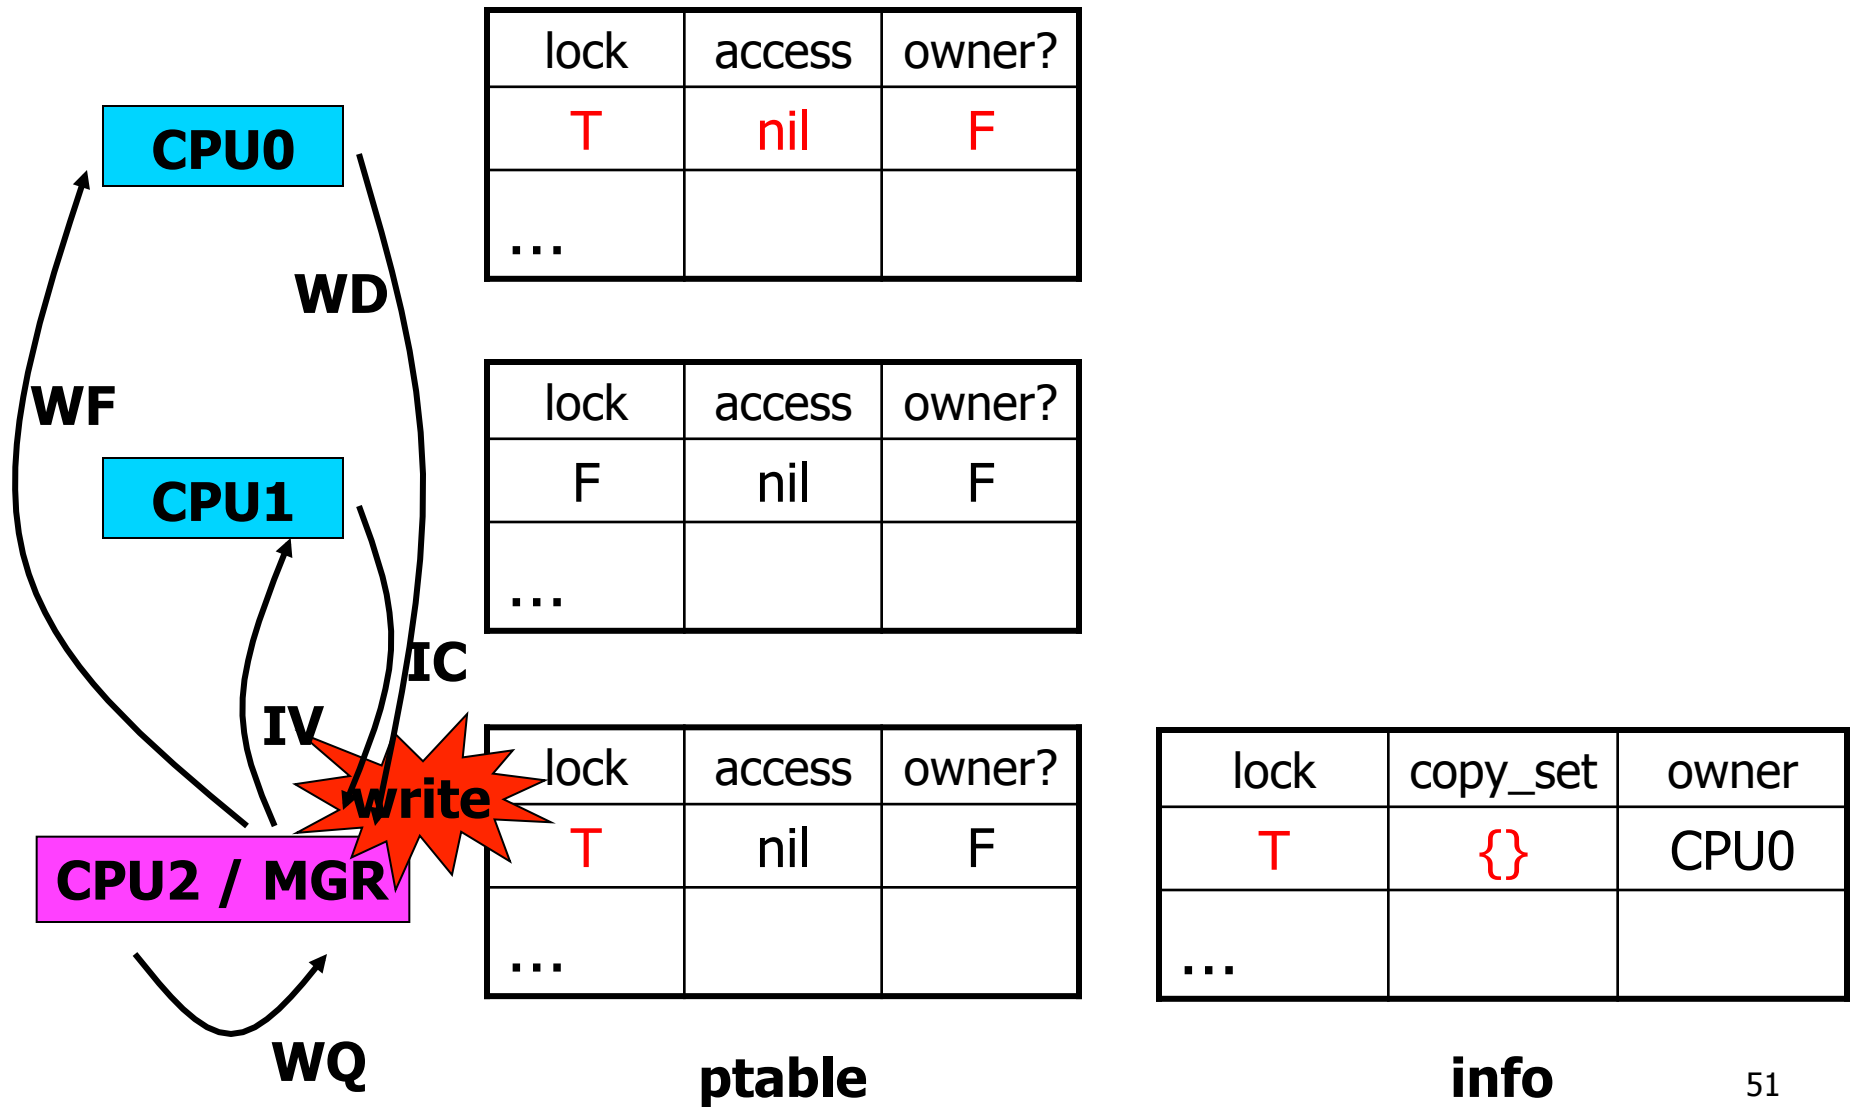 lock access owner?
CPU0 T nil F
...
WD
lock access owner?
WF
CPU1 F nil F
...
IC
IV
lock access owner? lock copy_set owner
write
T nil F T {} CPU0
CPU2 / MGR
... ...
WQ ptable info 51